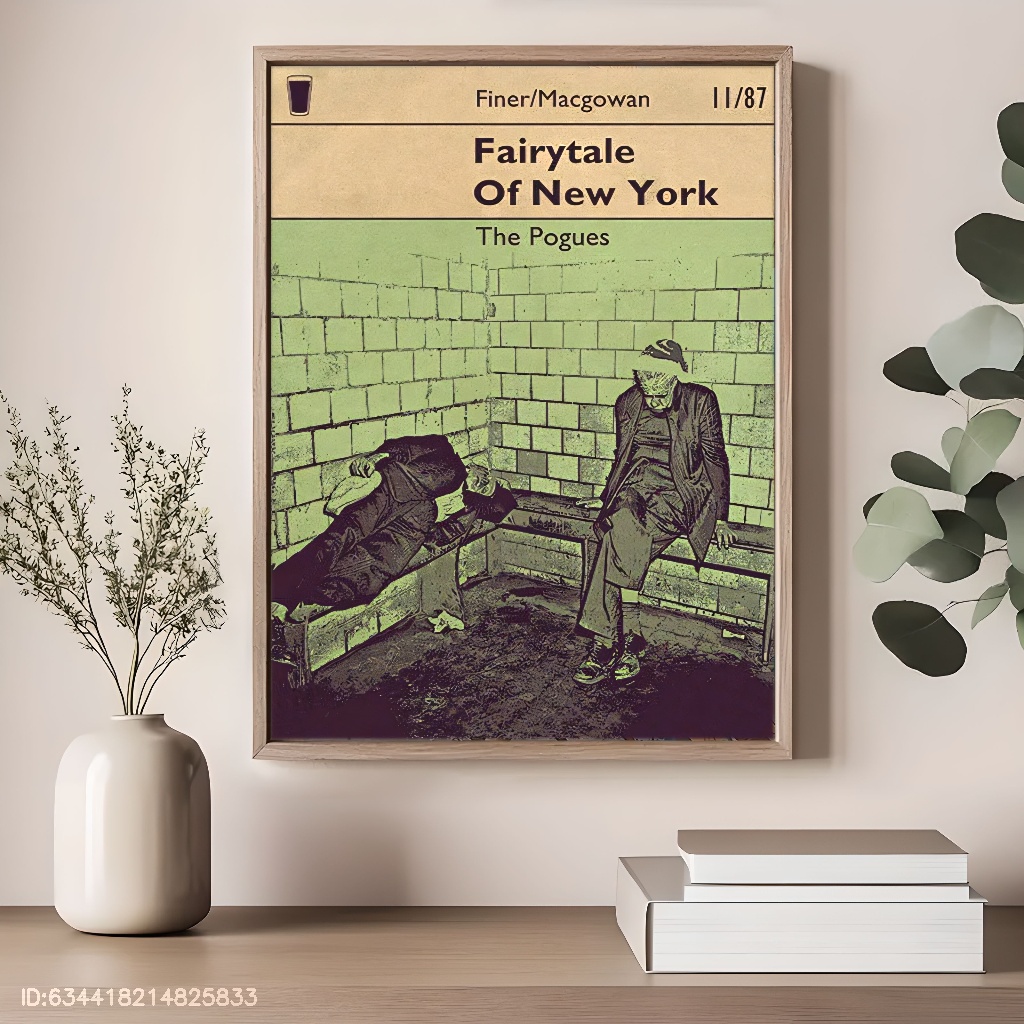 Finer/Macgowan
11/87
Fairytale
Of New York
The Pogues
ID:634418214825833